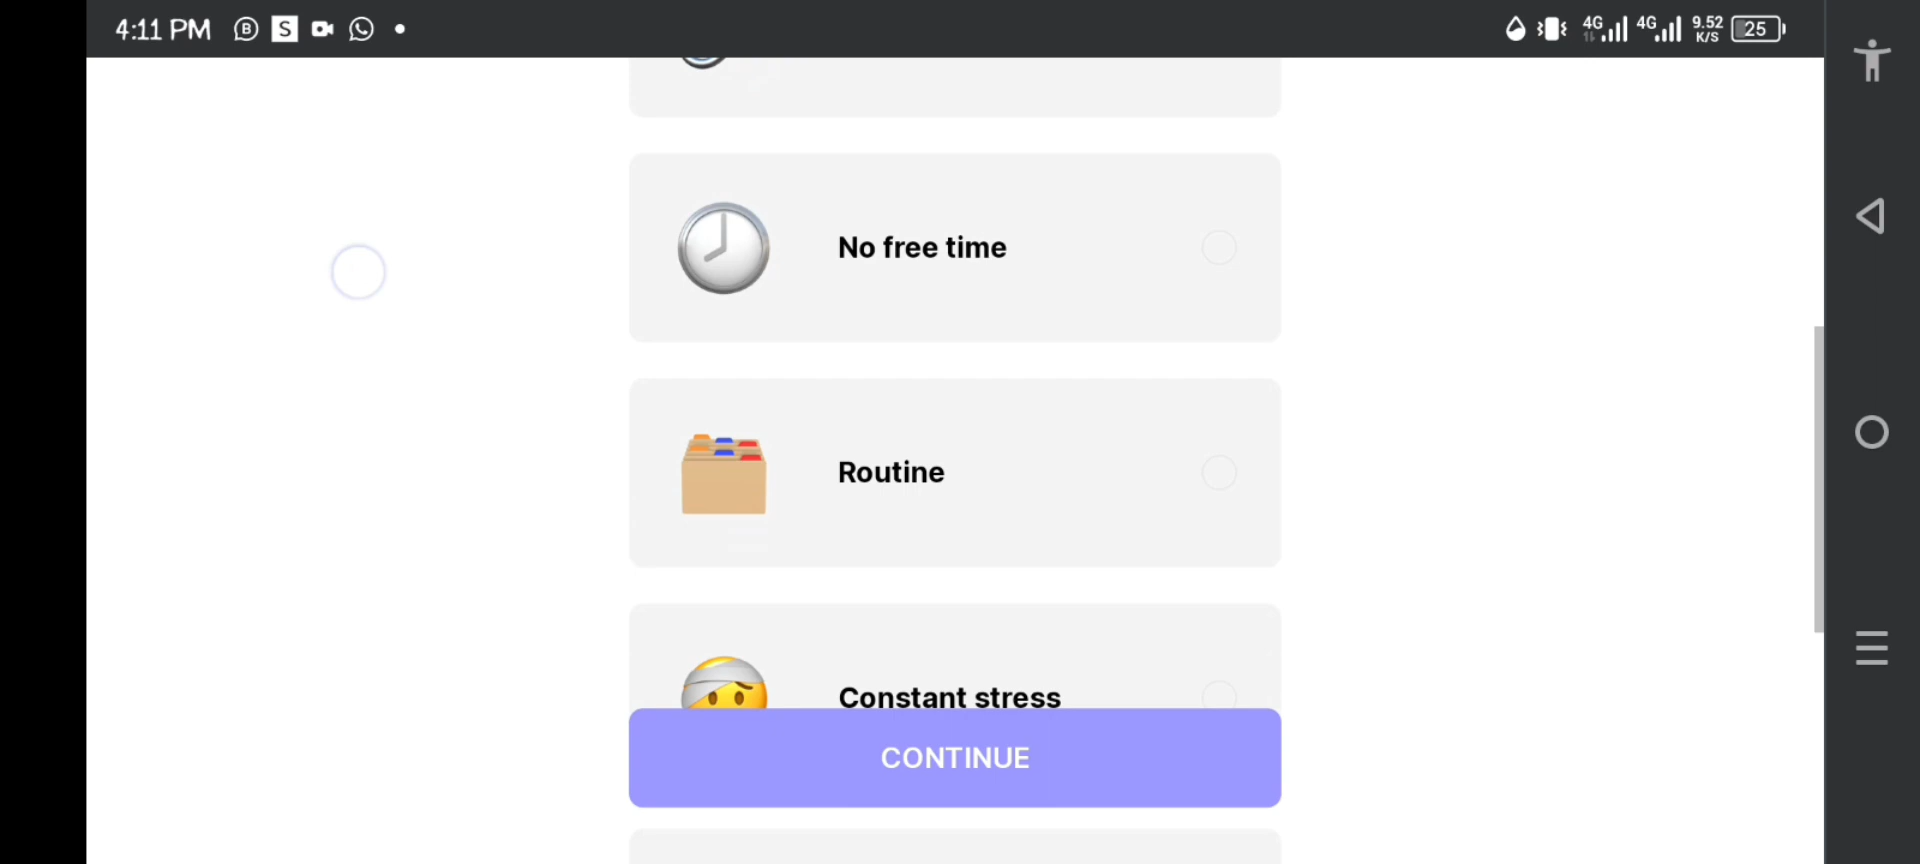 4:11 PM B S 4G 4G 9.52 K/S 25
No free time
Routine
Constant stress
CONTINUE